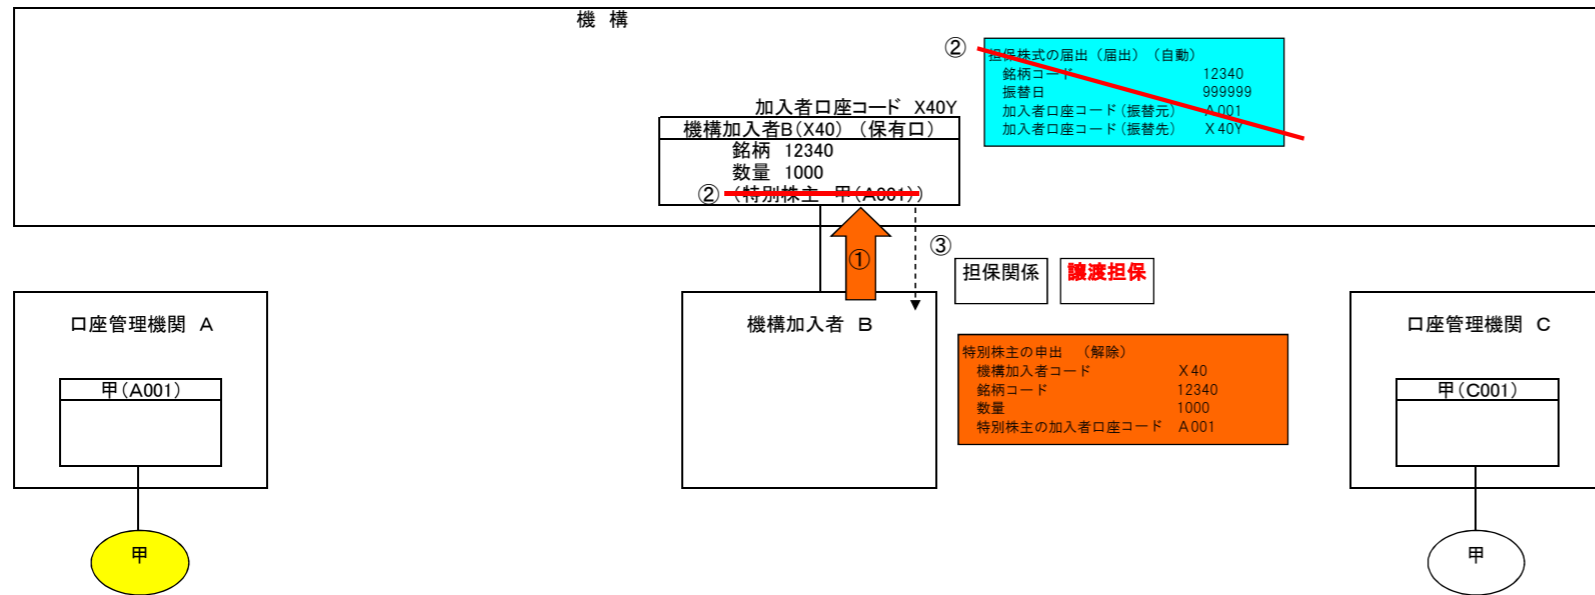 機 構
②
担保株式の届出（届出）（自動）
銘柄コード 12340
振替日 999999
加入者口座コード（振替元） A001
加入者口座コード（振替先） X40Y
加入者口座コード X40Y
機構加入者B(X40) （保有口）
銘柄 12340
数量 1000
② （特別株主 甲(A001)）
①
③
担保関係
譲渡担保
口座管理機関 A
甲(A001)
甲
機構加入者 B
特別株主の申出 （解除）
機構加入者コード X40
銘柄コード 12340
数量 1000
特別株主の加入者口座コード A001
口座管理機関 C
甲(C001)
甲